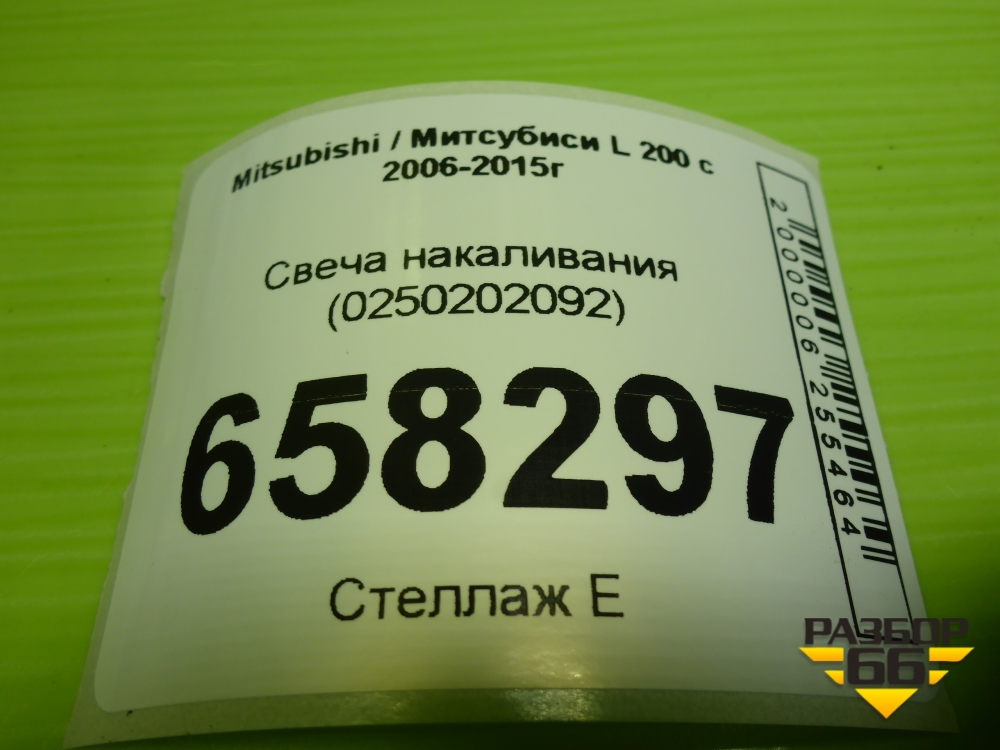 Mitsubishi / Митсубиси L 200 с
2006-2015г
Свеча накаливания
(0250202092)
658297
Стеллаж E
2000006255464
РАЗБОР
66